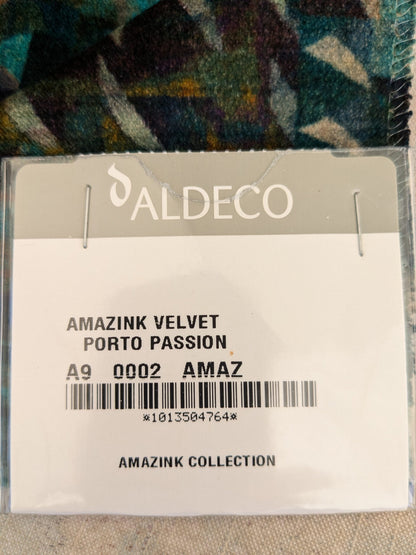 ALDECO
AMAZINK VELVET
PORTO PASSION
A9 0002 AMAZ
*1013504764*
AMAZINK COLLECTION